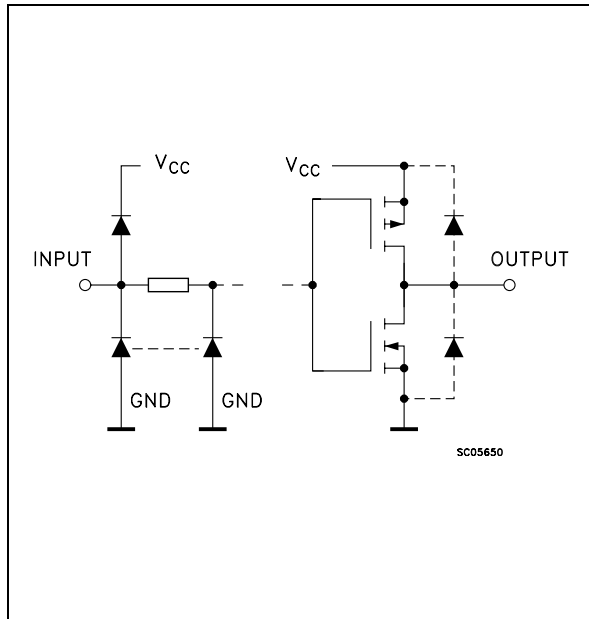 VCC
VCC
INPUT
OUTPUT
GND
GND
SC05650